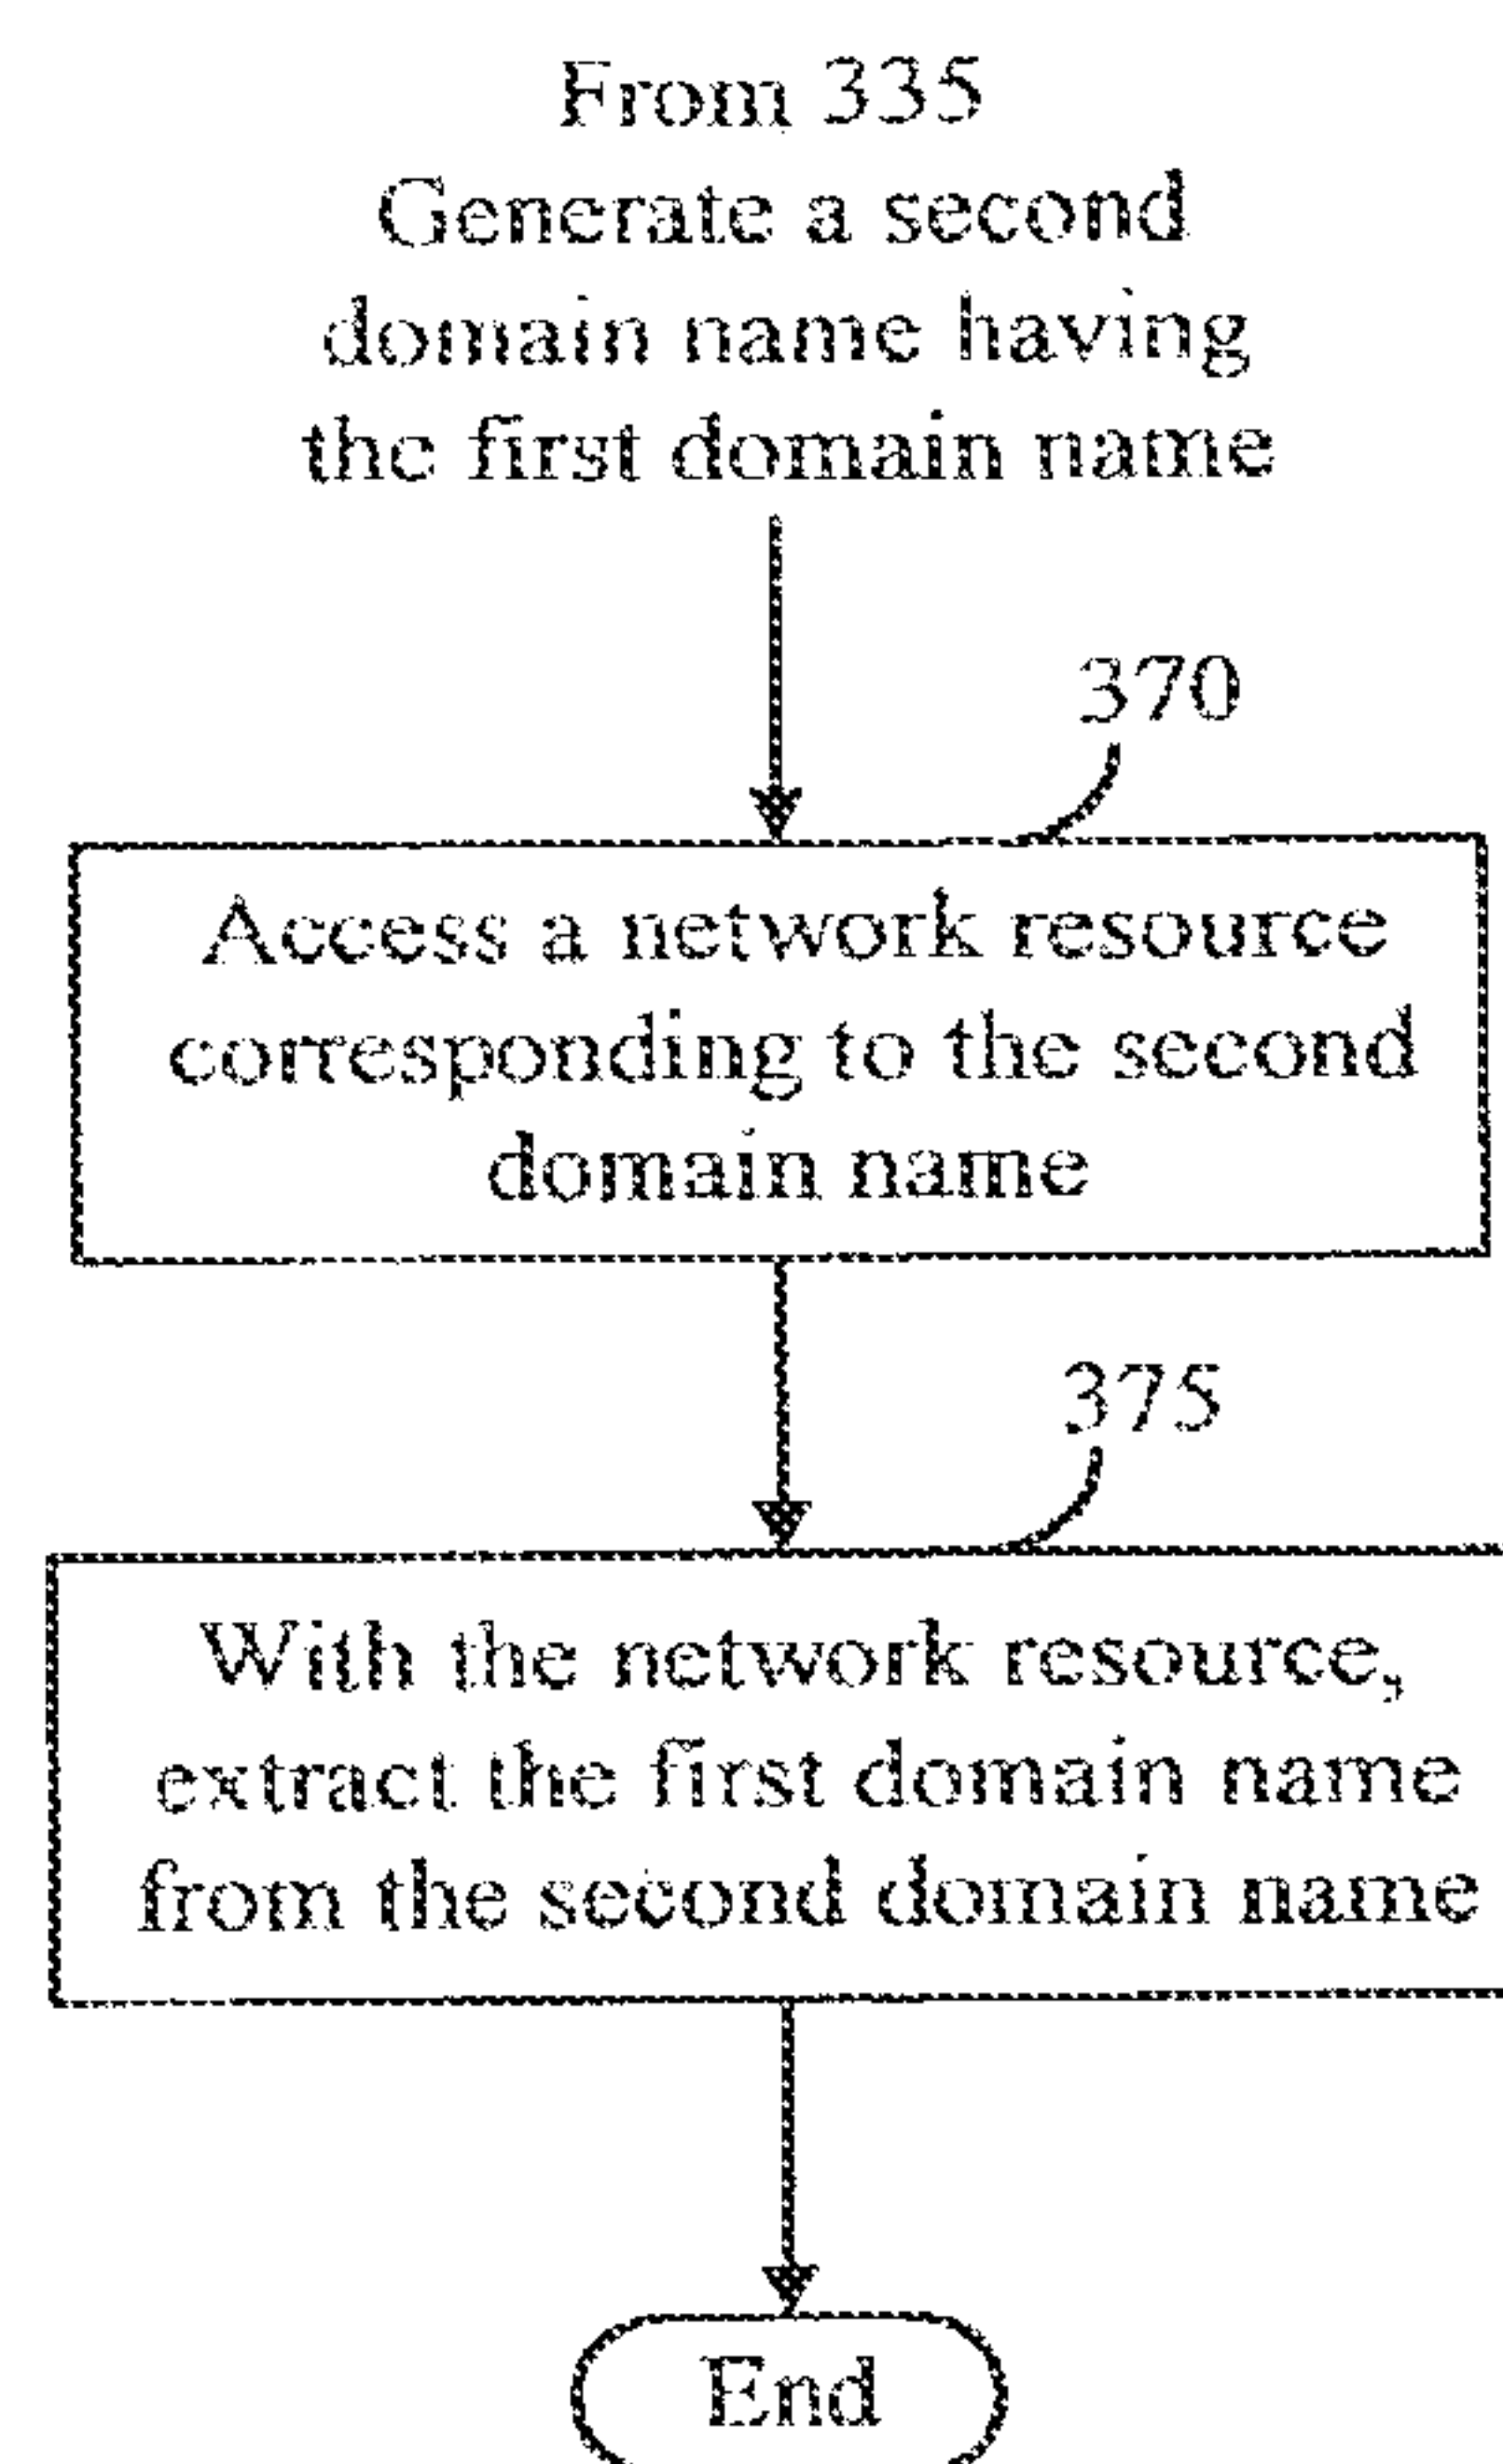 From 335
Generate a second
domain name having
the first domain name
370
Access a network resource
corresponding to the second
domain name
375
With the network resource,
extract the first domain name
from the second domain name
End